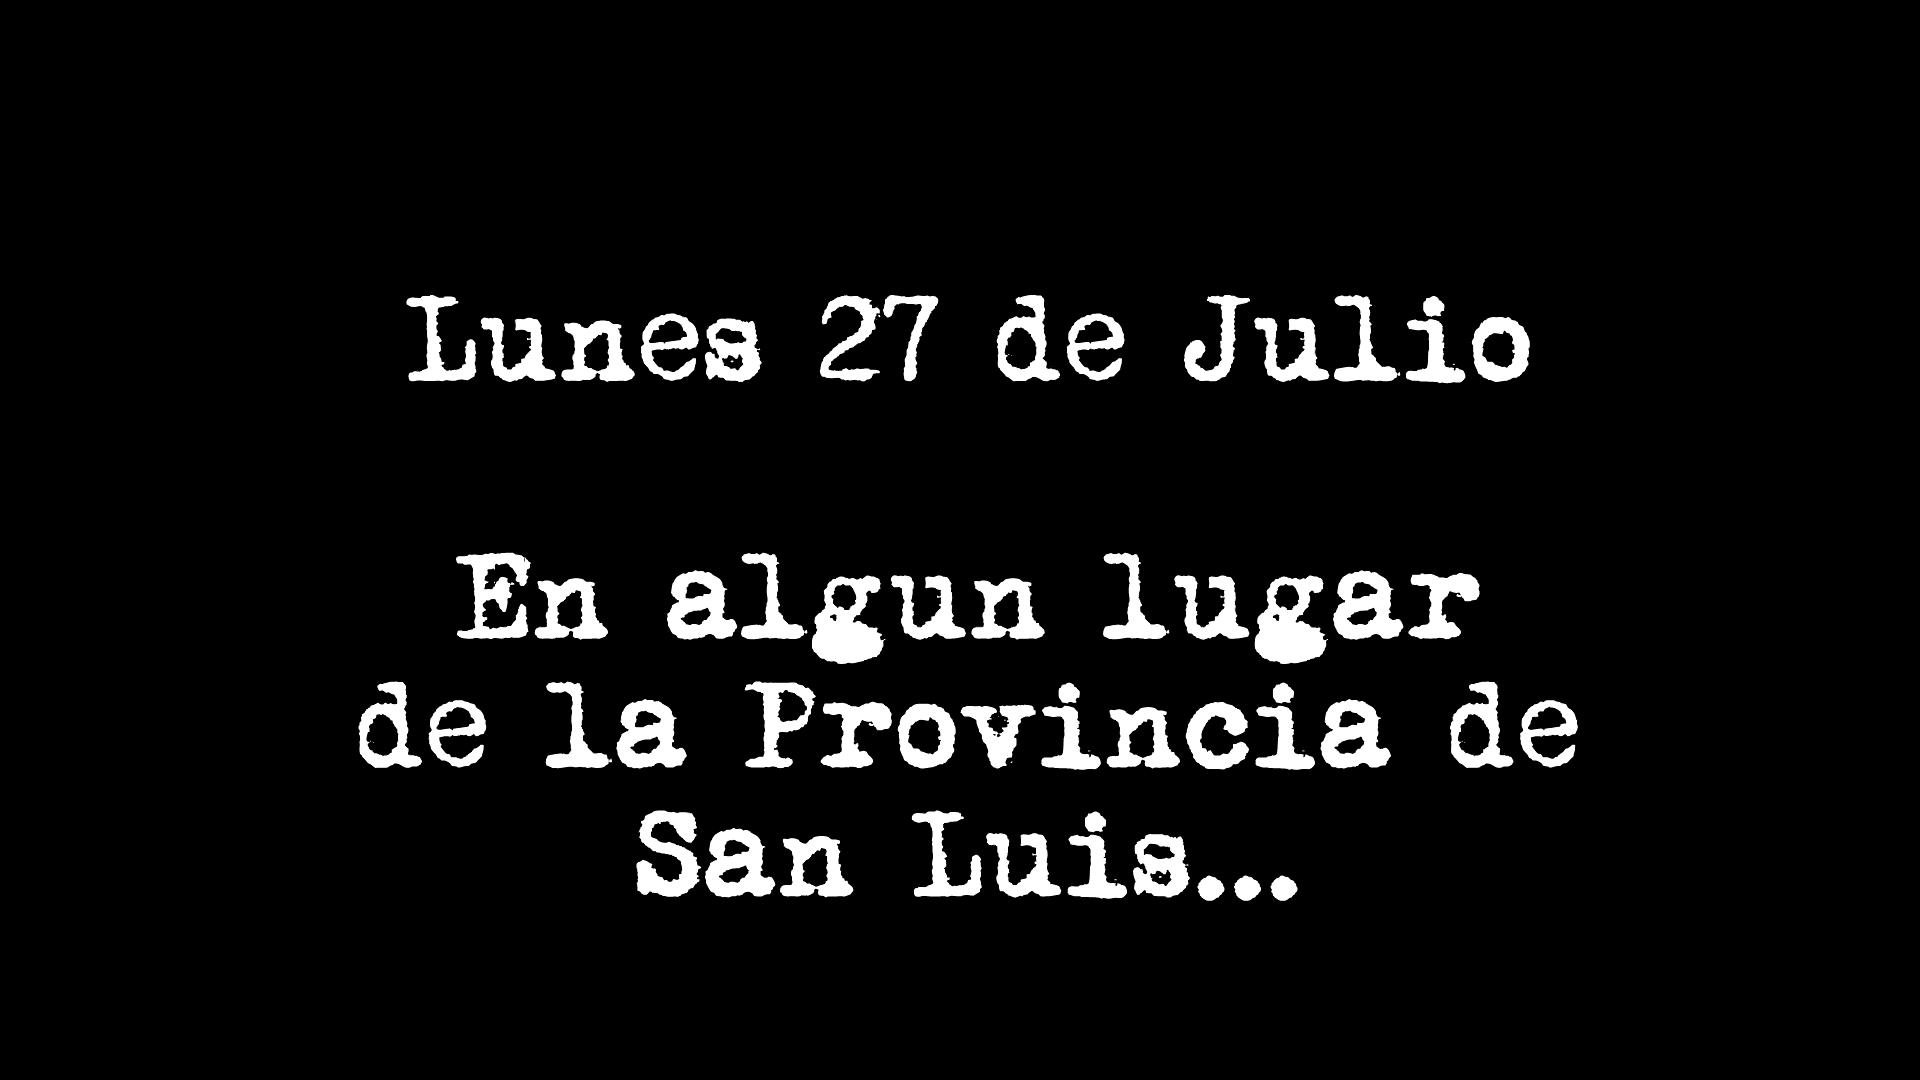 Lunes 27 de Julio
En algun lugar
de la Provincia de
San Luis...